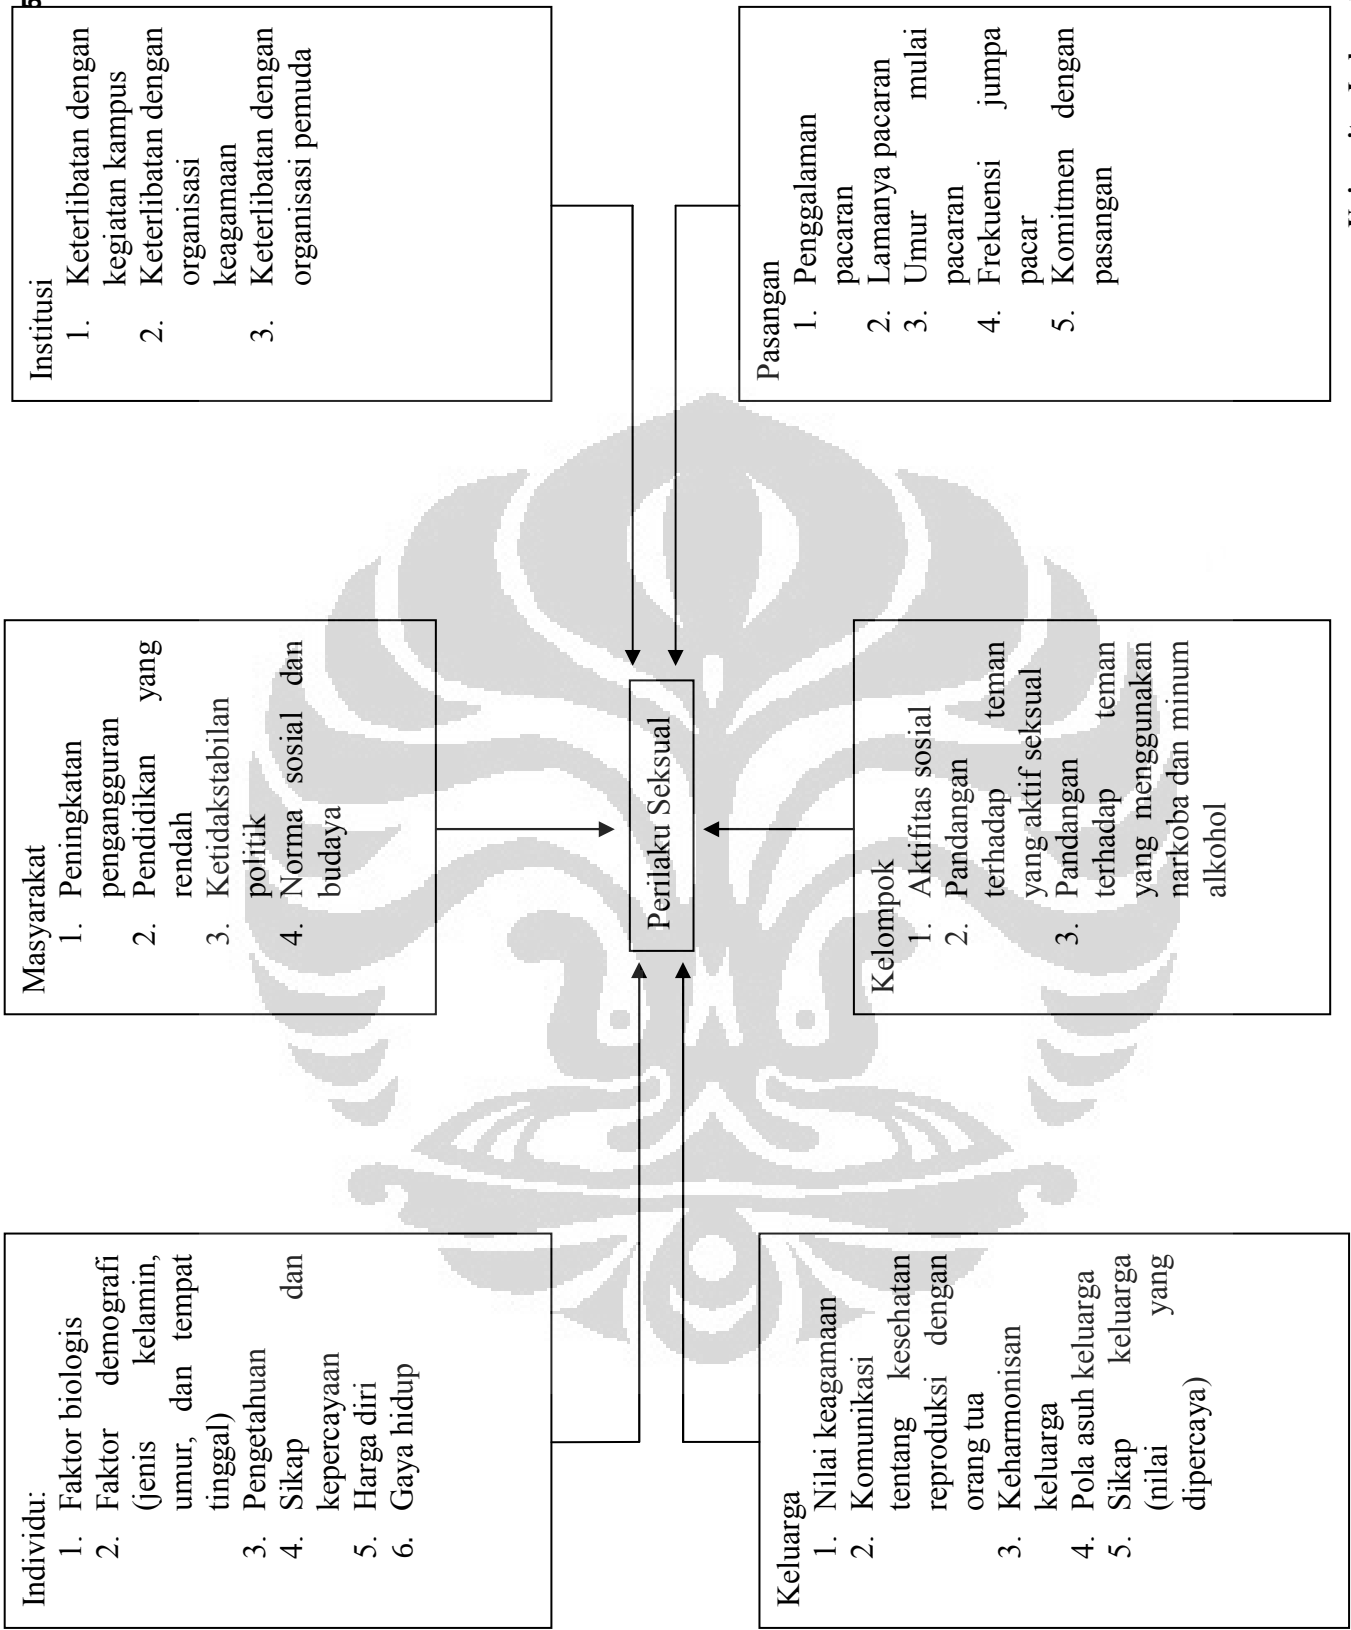 Individu:
1. Faktor biologis
2. Faktor demografi
(jenis kelamin,
umur, dan tempat
tinggal)
3. Pengetahuan
4. Sikap dan
kepercayaan
5. Harga diri
6. Gaya hidup
Masyarakat
1. Peningkatan
pengangguran
2. Pendidikan yang
rendah
3. Ketidakstabilan
politik
4. Norma sosial dan
budaya
Institusi
1. Keterlibatan dengan
kegiatan kampus
2. Keterlibatan dengan
organisasi
keagamaan
3. Keterlibatan dengan
organisasi pemuda
Perilaku Seksual
Keluarga
1. Nilai keagamaan
2. Komunikasi
tentang kesehatan
reproduksi dengan
orang tua
3. Keharmonisan
keluarga
4. Pola asuh keluarga
5. Sikap keluarga
(nilai yang
dipercaya)
Kelompok
1. Aktifitas sosial
2. Pandangan
terhadap teman
yang aktif seksual
3. Pandangan
terhadap teman
yang menggunakan
narkoba dan minum
alkohol
Pasangan
1. Penggalaman
pacaran
2. Lamanya pacaran
3. Umur mulai
pacaran
4. Frekuensi jumpa
pacar
5. Komitmen dengan
pasangan